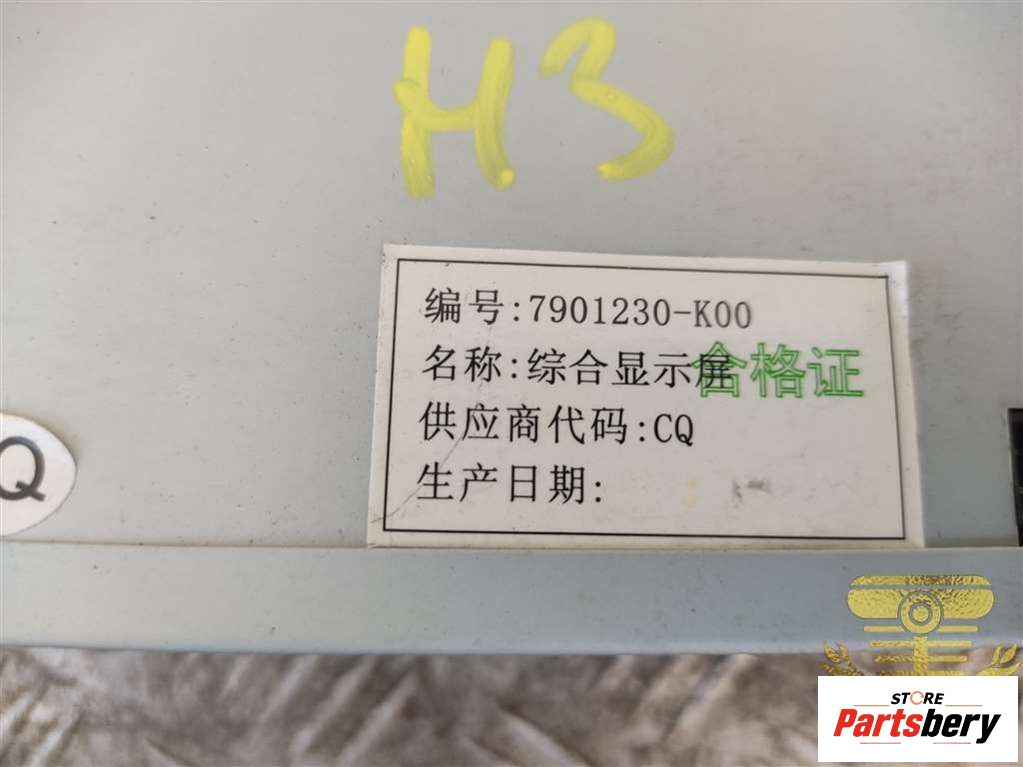 H3
编号:7901230-K00
名称:综合显示屏
合格证
供应商代码:CQ
生产日期:
Q
STORE
Partsbery